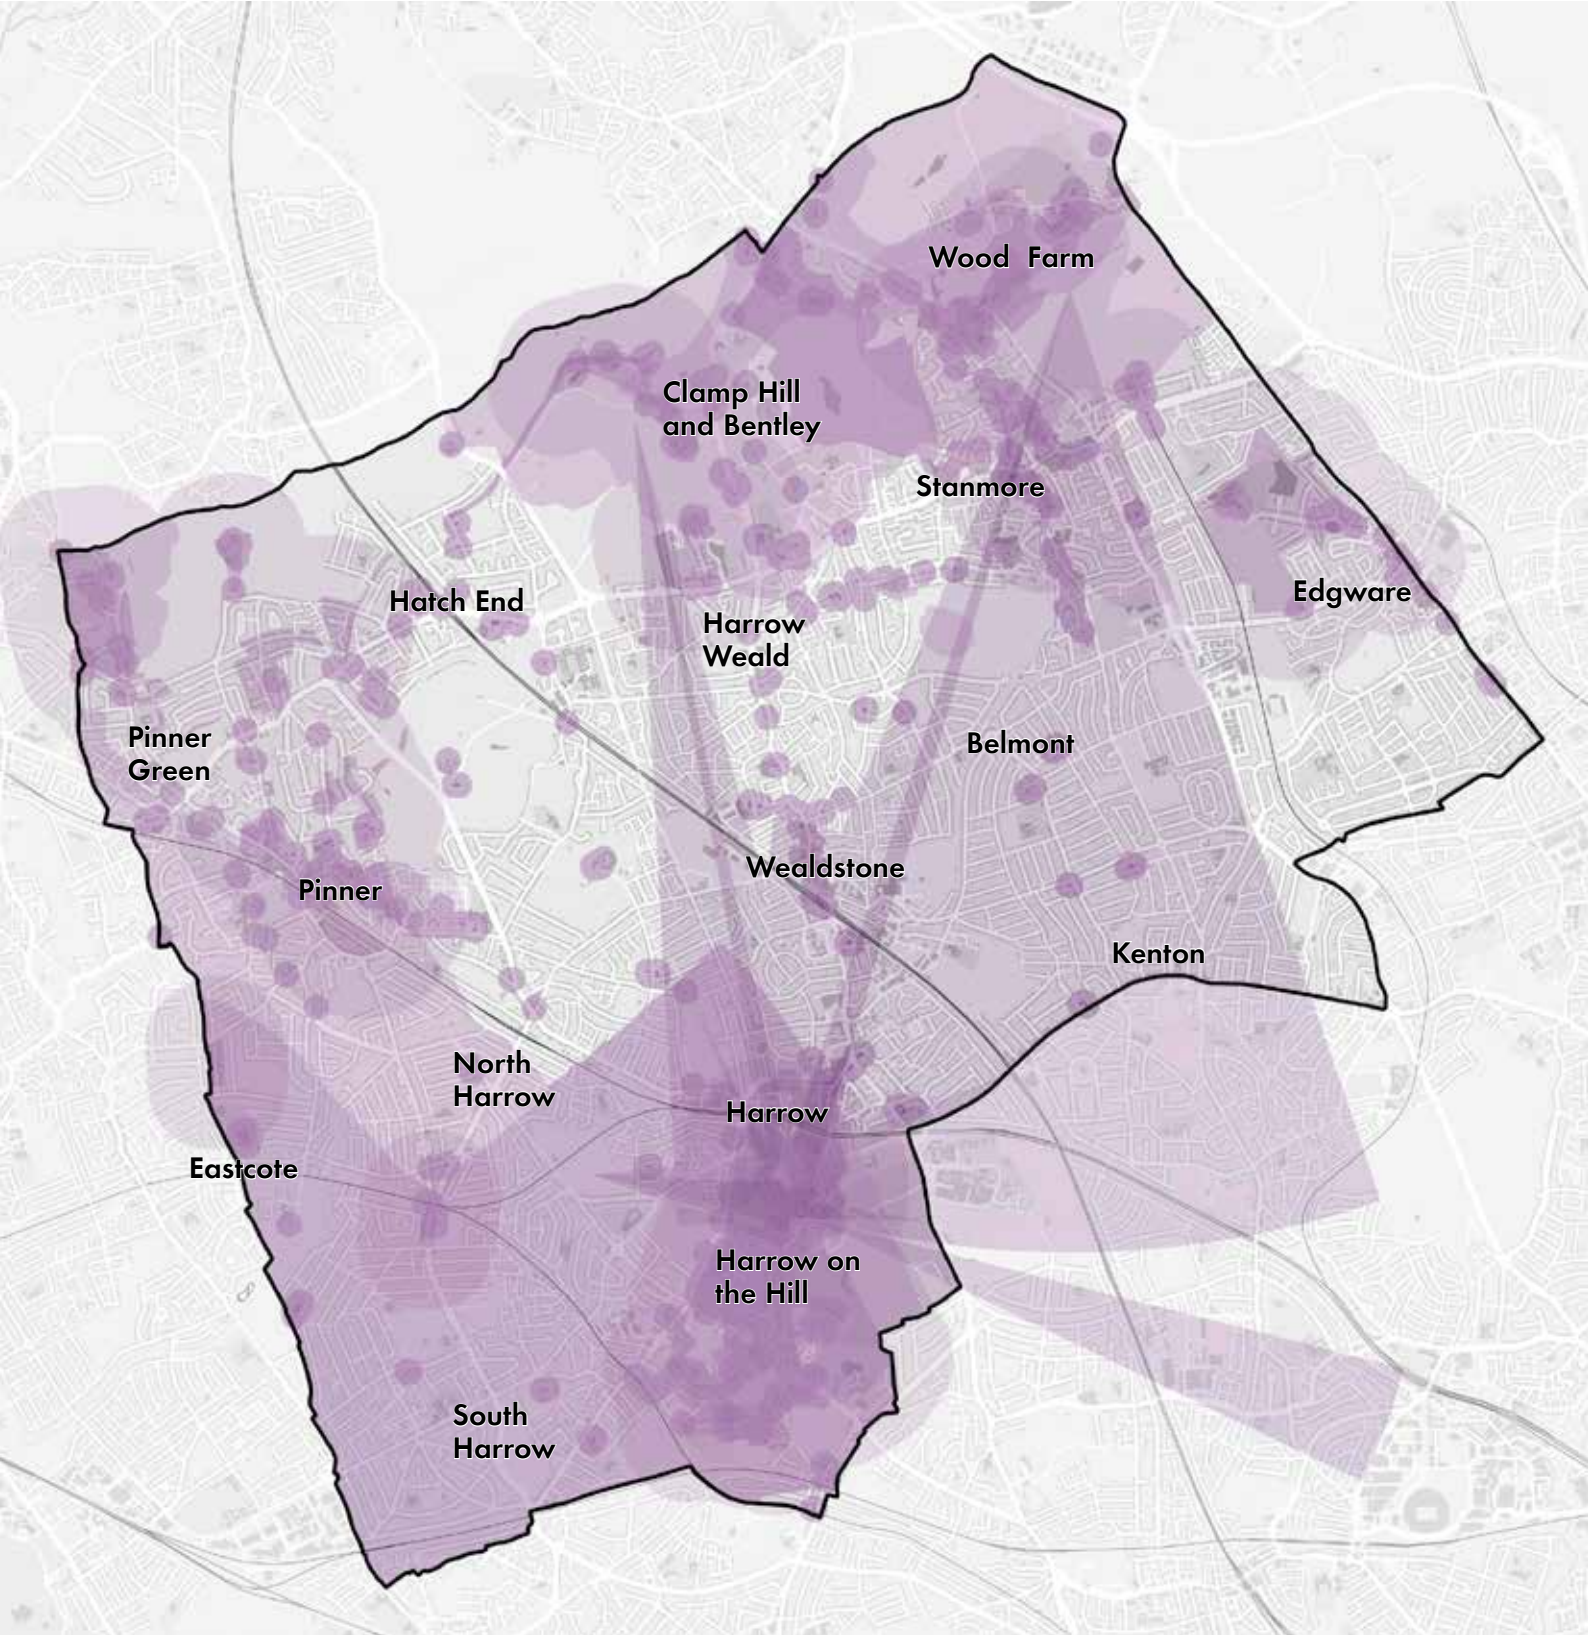 Wood Farm
Clamp Hill
and Bentley
Stanmore
Edgware
Hatch End
Harrow
Weald
Pinner
Green
Belmont
Wealdstone
Pinner
Kenton
North
Harrow
Harrow
Eastcote
Harrow on
the Hill
South
Harrow